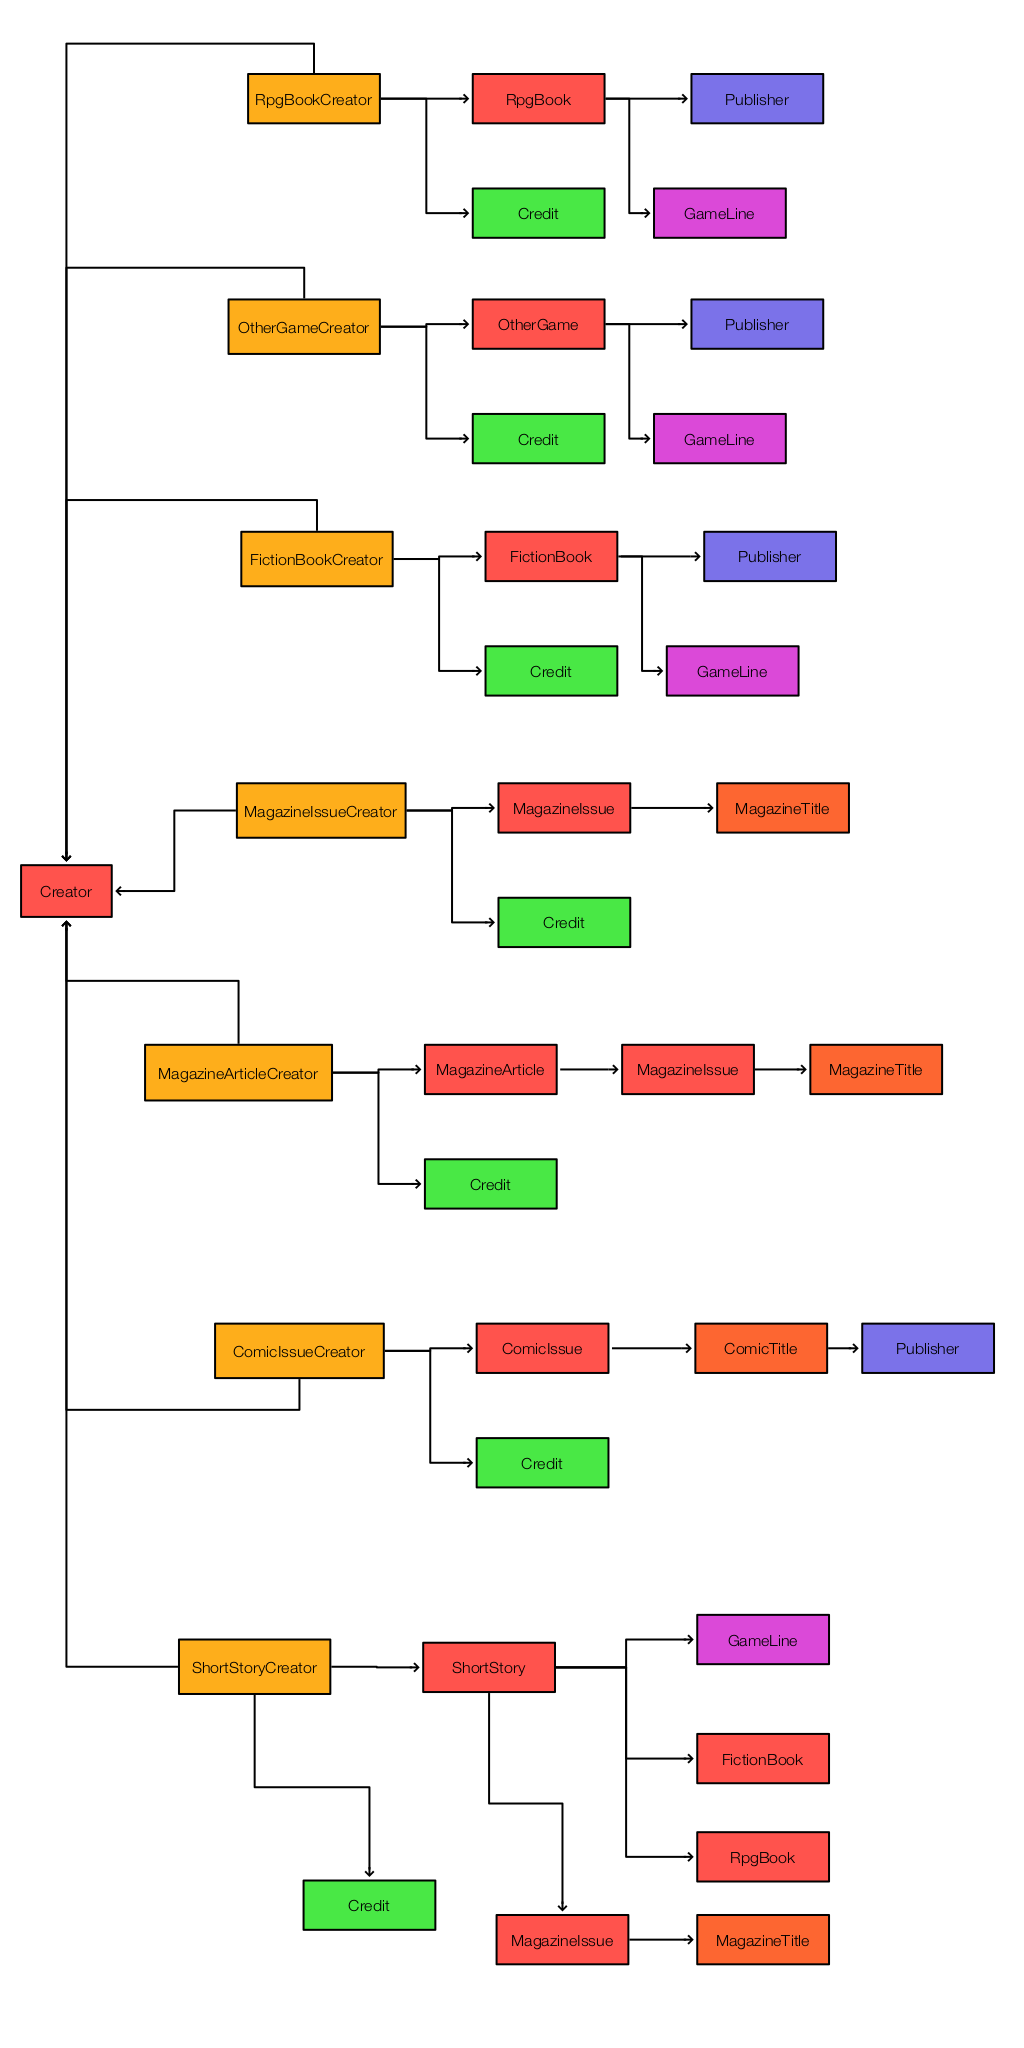 RpgBookCreator
RpgBook
Publisher
Credit
GameLine
OtherGameCreator
OtherGame
Publisher
Credit
GameLine
FictionBookCreator
FictionBook
Publisher
Credit
GameLine
MagazineIssueCreator
MagazineIssue
MagazineTitle
Creator
Credit
MagazineArticleCreator
MagazineArticle
MagazineIssue
MagazineTitle
Credit
ComicIssueCreator
ComicIssue
ComicTitle
Publisher
Credit
GameLine
ShortStoryCreator
ShortStory
FictionBook
RpgBook
Credit
MagazineIssue
MagazineTitle